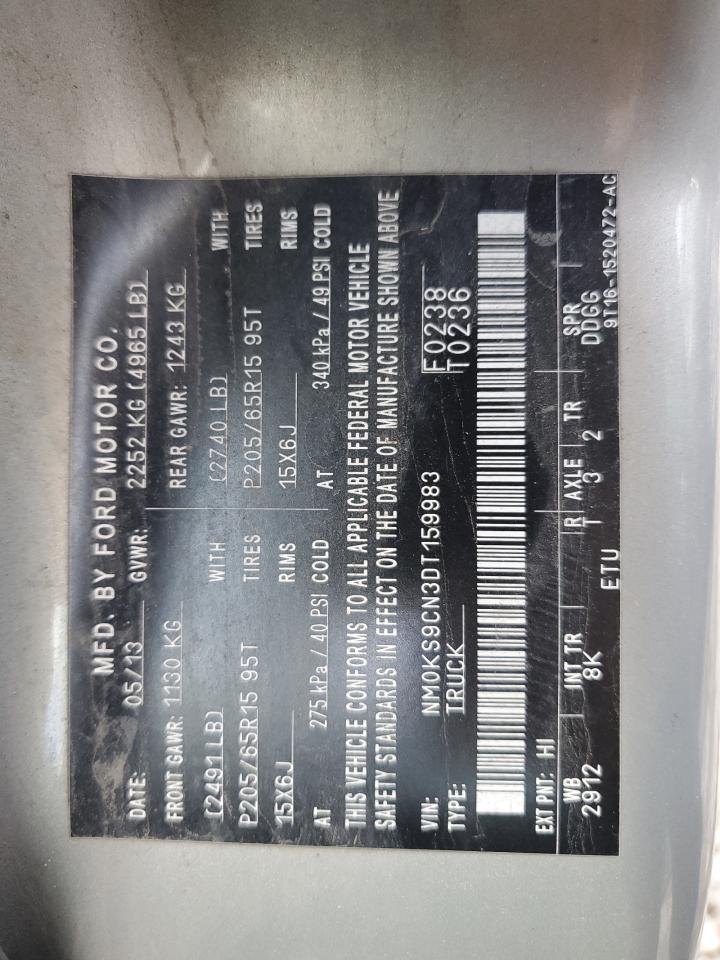 MFD. BY FORD MOTOR CO.
DATE: 05/13 GVWR: 2252 KG (4965 LB)
FRONT GAWR: 1130 KG REAR GAWR: 1243 KG
(2491LB) WITH (2740 LB) WITH
P205/65R15 95T TIRES P205/65R15 95T TIRES
15X6J RIMS 15X6J RIMS
AT 275 kPa / 40 PSI COLD AT 340 kPa / 49 PSI COLD
THIS VEHICLE CONFORMS TO ALL APPLICABLE FEDERAL MOTOR VEHICLE
SAFETY STANDARDS IN EFFECT ON THE DATE OF MANUFACTURE SHOWN ABOVE
VIN: NM0KS9CN3DT159983 F0238
TYPE: TRUCK T0236
EXT PNT: HI
WB INT TR R AXLE TR SPR
2912 8K T 3 2 DDGG
ETU 9T16-1520472-AC